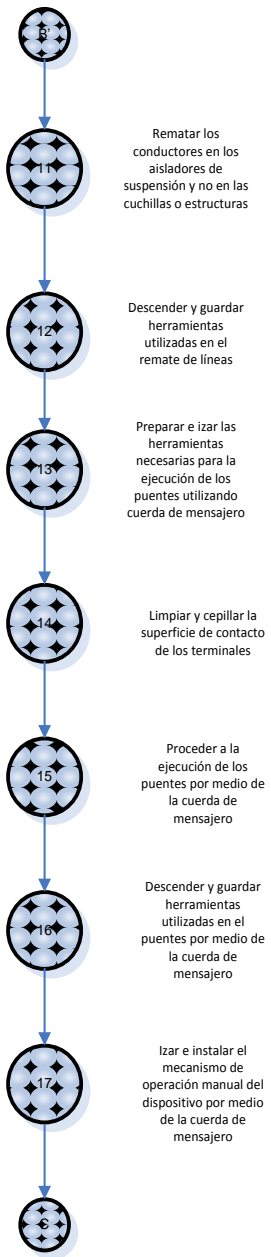 B'
11
Rematar los
conductores en los
aisladores de
suspensión y no en las
cuchillas o estructuras
12
Descender y guardar
herramientas
utilizadas en el
remate de líneas
13
Preparar e izar las
herramientas
necesarias para la
ejecución de los
puentes utilizando
cuerda de mensajero
14
Limpiar y cepillar la
superficie de contacto
de los terminales
15
Proceder a la
ejecución de los
puentes por medio de
la cuerda de
mensajero
16
Descender y guardar
herramientas
utilizadas en el
puentes por medio de
la cuerda de
mensajero
17
Izar e instalar el
mecanismo de
operación manual del
dispositivo por medio
de la cuerda de
mensajero
C